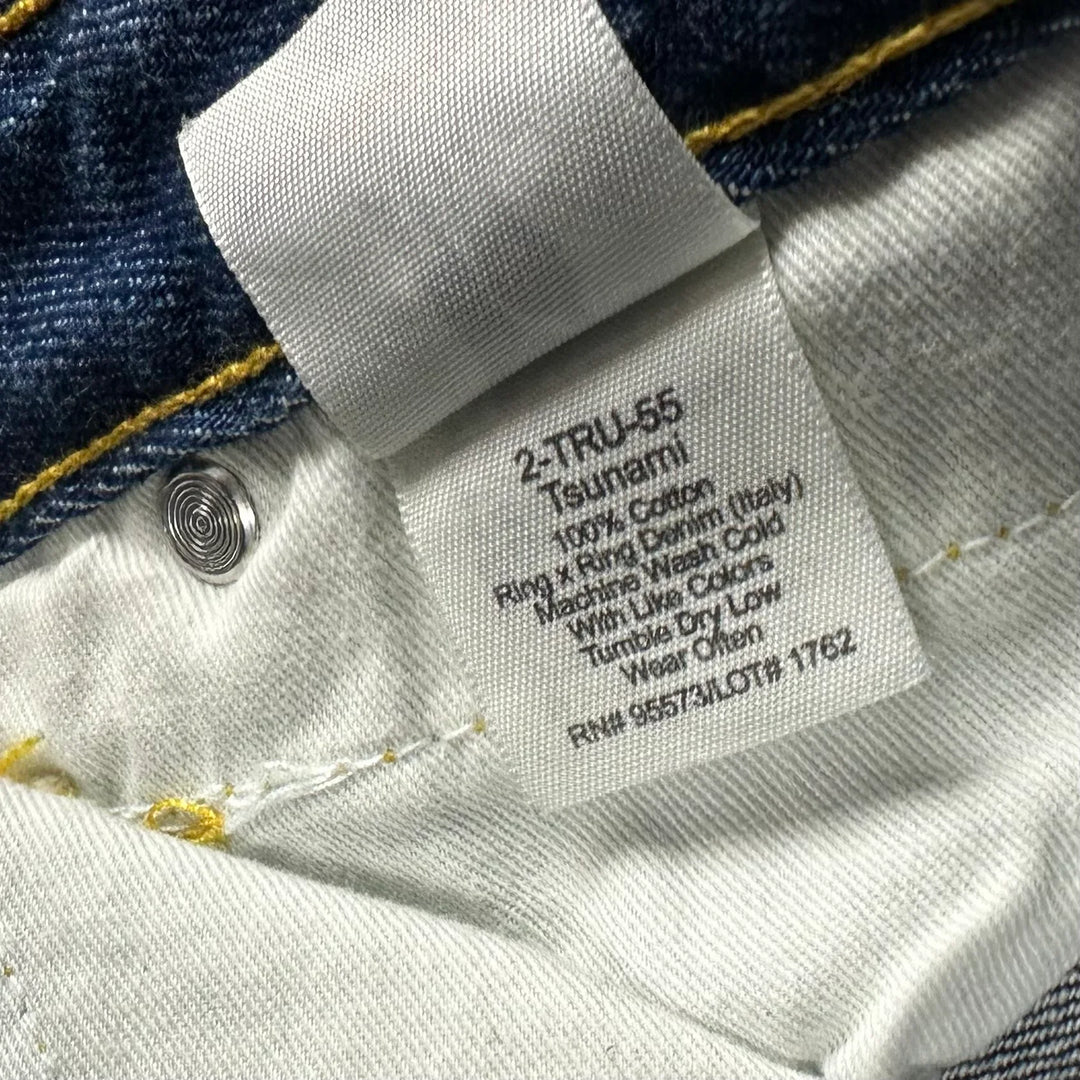 2-TRU-55
Tsunami
100% Cotton
Ring x Ring Denim (Italy)
Machine Wash Cold
With Like Colors
Tumble Dry Low
Wear Often
RN# 95573/LOT# 1762